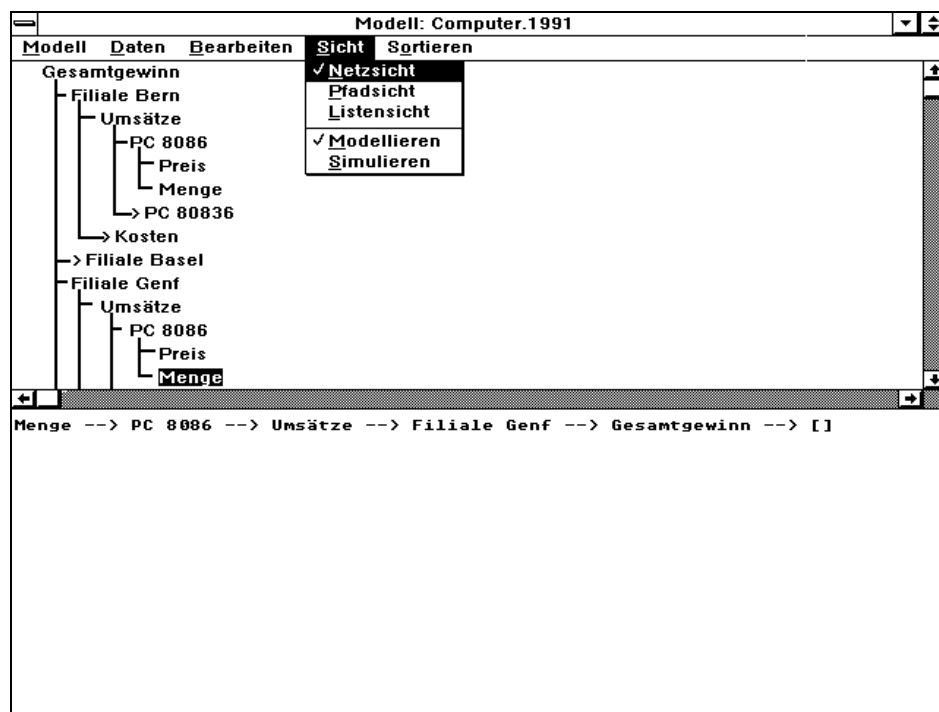 Modell: Computer.1991
Modell Daten Bearbeiten Sicht Sortieren
Gesamtgewinn
✓ Netzsicht
Filiale Bern
Pfadsicht
Umsätze
Listensicht
PC 8086
✓ Modellieren
Preis
Simulieren
Menge
> PC 80836
> Kosten
> Filiale Basel
Filiale Genf
Umsätze
PC 8086
Preis
Menge
Menge --> PC 8086 --> Umsätze --> Filiale Genf --> Gesamtgewinn --> []